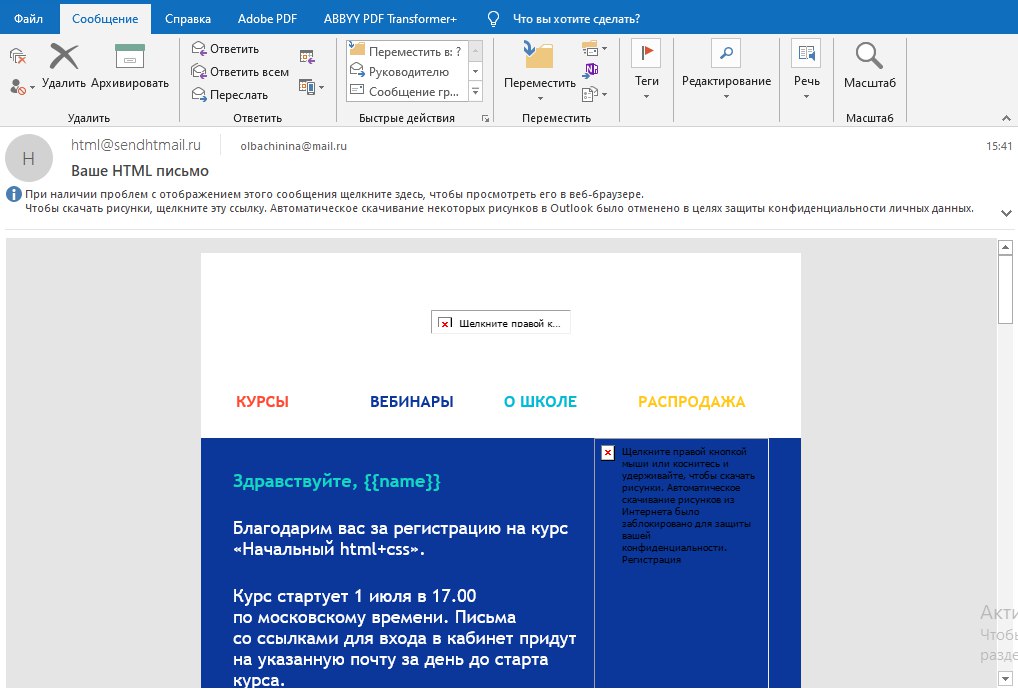 Файл Сообщение Справка Adobe PDF ABBYY PDF Transformer+ Что вы хотите сделать?
Удалить Архивировать
Удалить
Ответить
Ответить всем
Переслать
Ответить
Переместить в: ?
Руководителю
Сообщение гр...
Быстрые действия
Переместить
Переместить
Теги
Редактирование
Речь
Масштаб
Масштаб
H
html@sendhtmail.ru olbachinina@mail.ru 15:41
Ваше HTML письмо
При наличии проблем с отображением этого сообщения щелкните здесь, чтобы просмотреть его в веб-браузере.
Чтобы скачать рисунки, щелкните эту ссылку. Автоматическое скачивание некоторых рисунков в Outlook было отменено в целях защиты конфиденциальности личных данных.
Щелкните правой к...
КУРСЫ ВЕБИНАРЫ О ШКОЛЕ РАСПРОДАЖА
Здравствуйте, {{name}}
Благодарим вас за регистрацию на курс
«Начальный html+css».
Курс стартует 1 июля в 17.00
по московскому времени. Письма
со ссылками для входа в кабинет придут
на указанную почту за день до старта
курса.
Щелкните правой кнопкой
мыши или коснитесь и
удерживайте, чтобы скачать
рисунки. Автоматическое
скачивание рисунков из
Интернета было
заблокировано для защиты
вашей
конфиденциальности.
Регистрация
Акти
Чтобы
разде